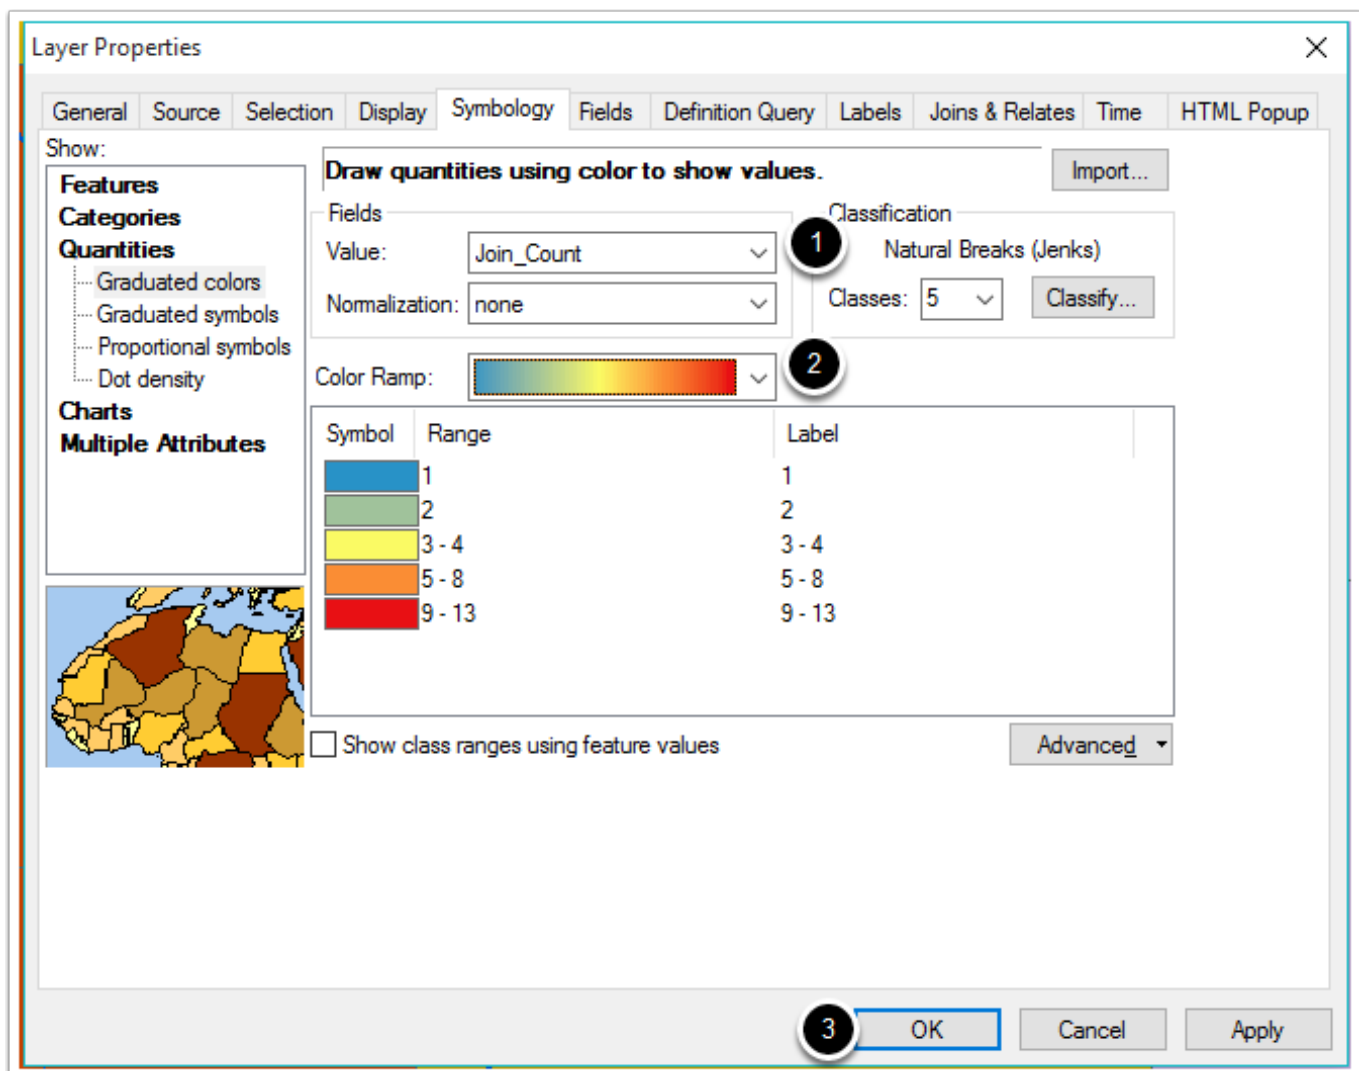 Layer Properties
General Source Selection Display Symbology Fields Definition Query Labels Joins & Relates Time HTML Popup
Show:
Features
Categories
Quantities
Graduated colors
Graduated symbols
Proportional symbols
Dot density
Charts
Multiple Attributes
Draw quantities using color to show values.
Import...
Fields
Value: Join_Count
Normalization: none
1
Classification
Natural Breaks (Jenks)
Classes: 5 Classify...
Color Ramp:
2
Symbol Range Label
1 1
2 2
3 - 4 3 - 4
5 - 8 5 - 8
9 - 13 9 - 13
Show class ranges using feature values
Advanced
3
OK Cancel Apply